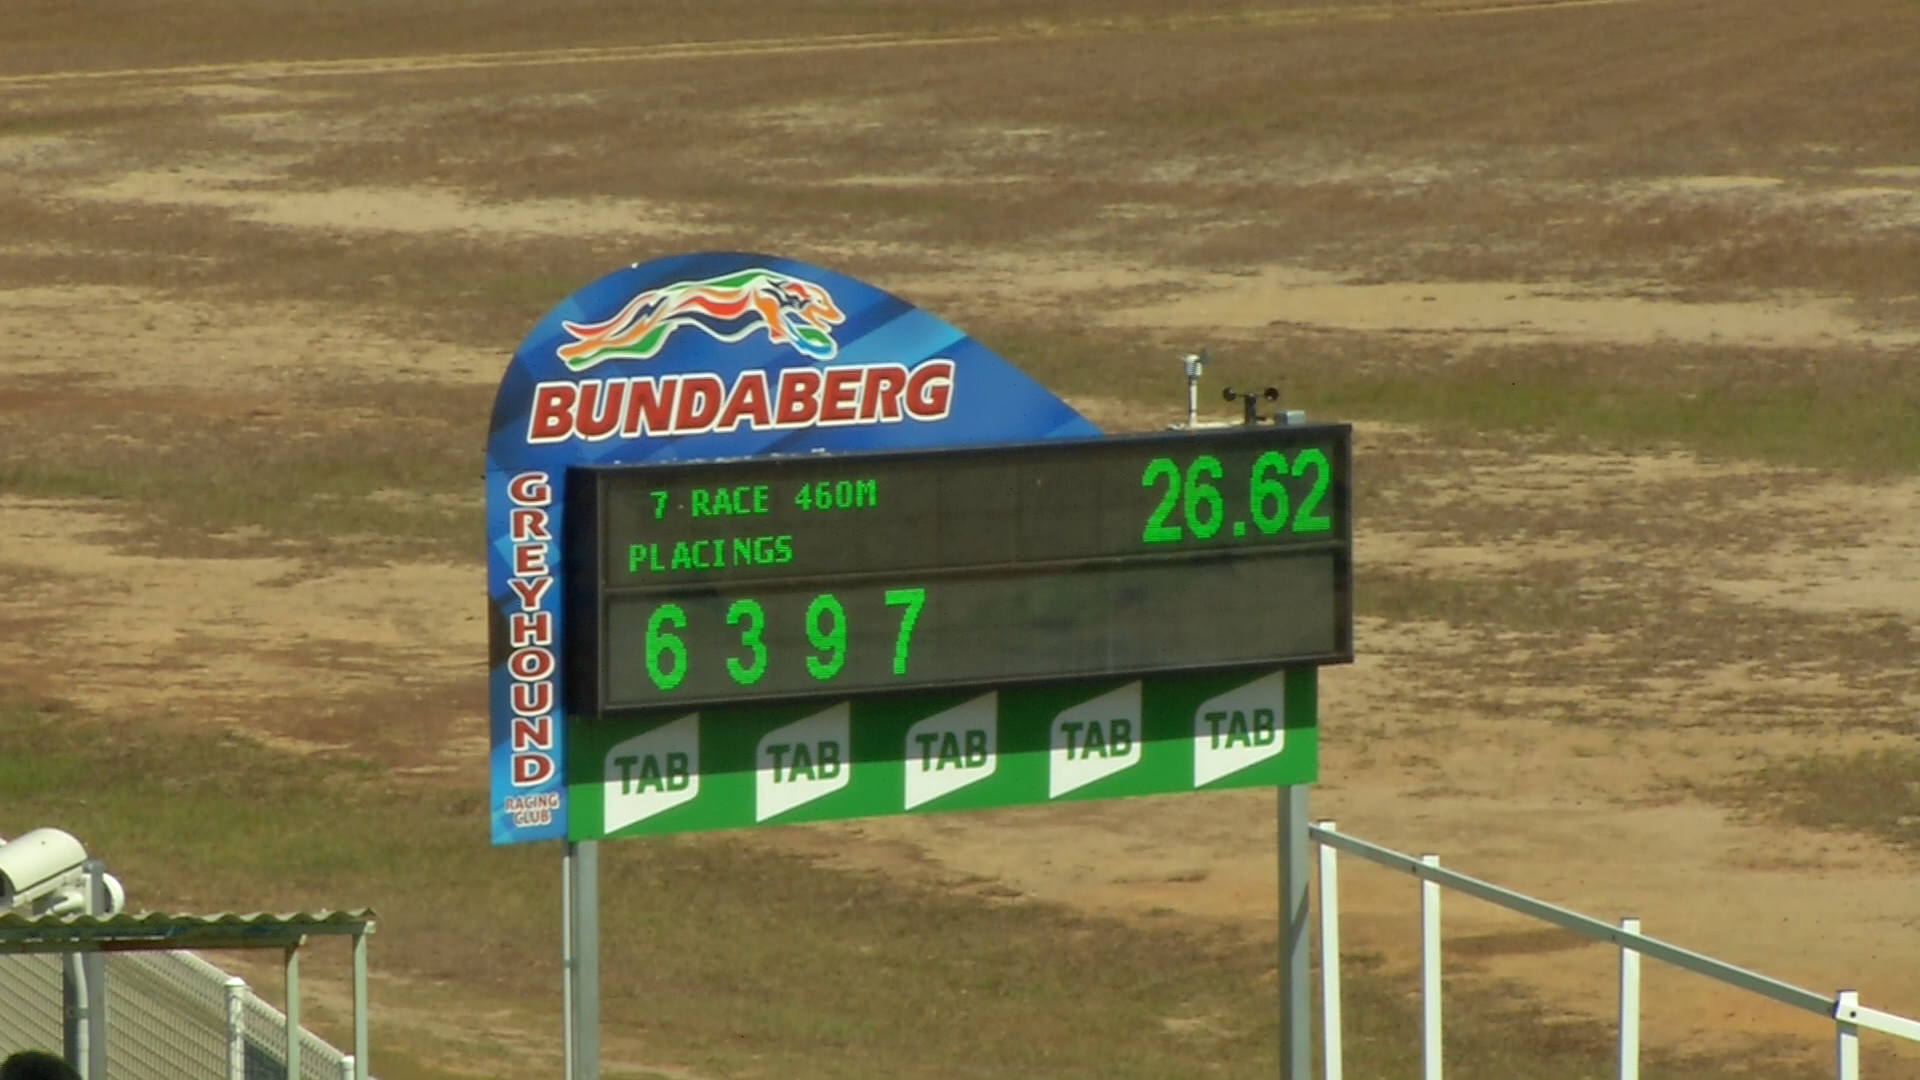 BUNDABERG
GREYHOUND
RACING
CLUB
7 RACE 460M
26.62
PLACINGS
6 3 9 7
TAB TAB TAB TAB TAB